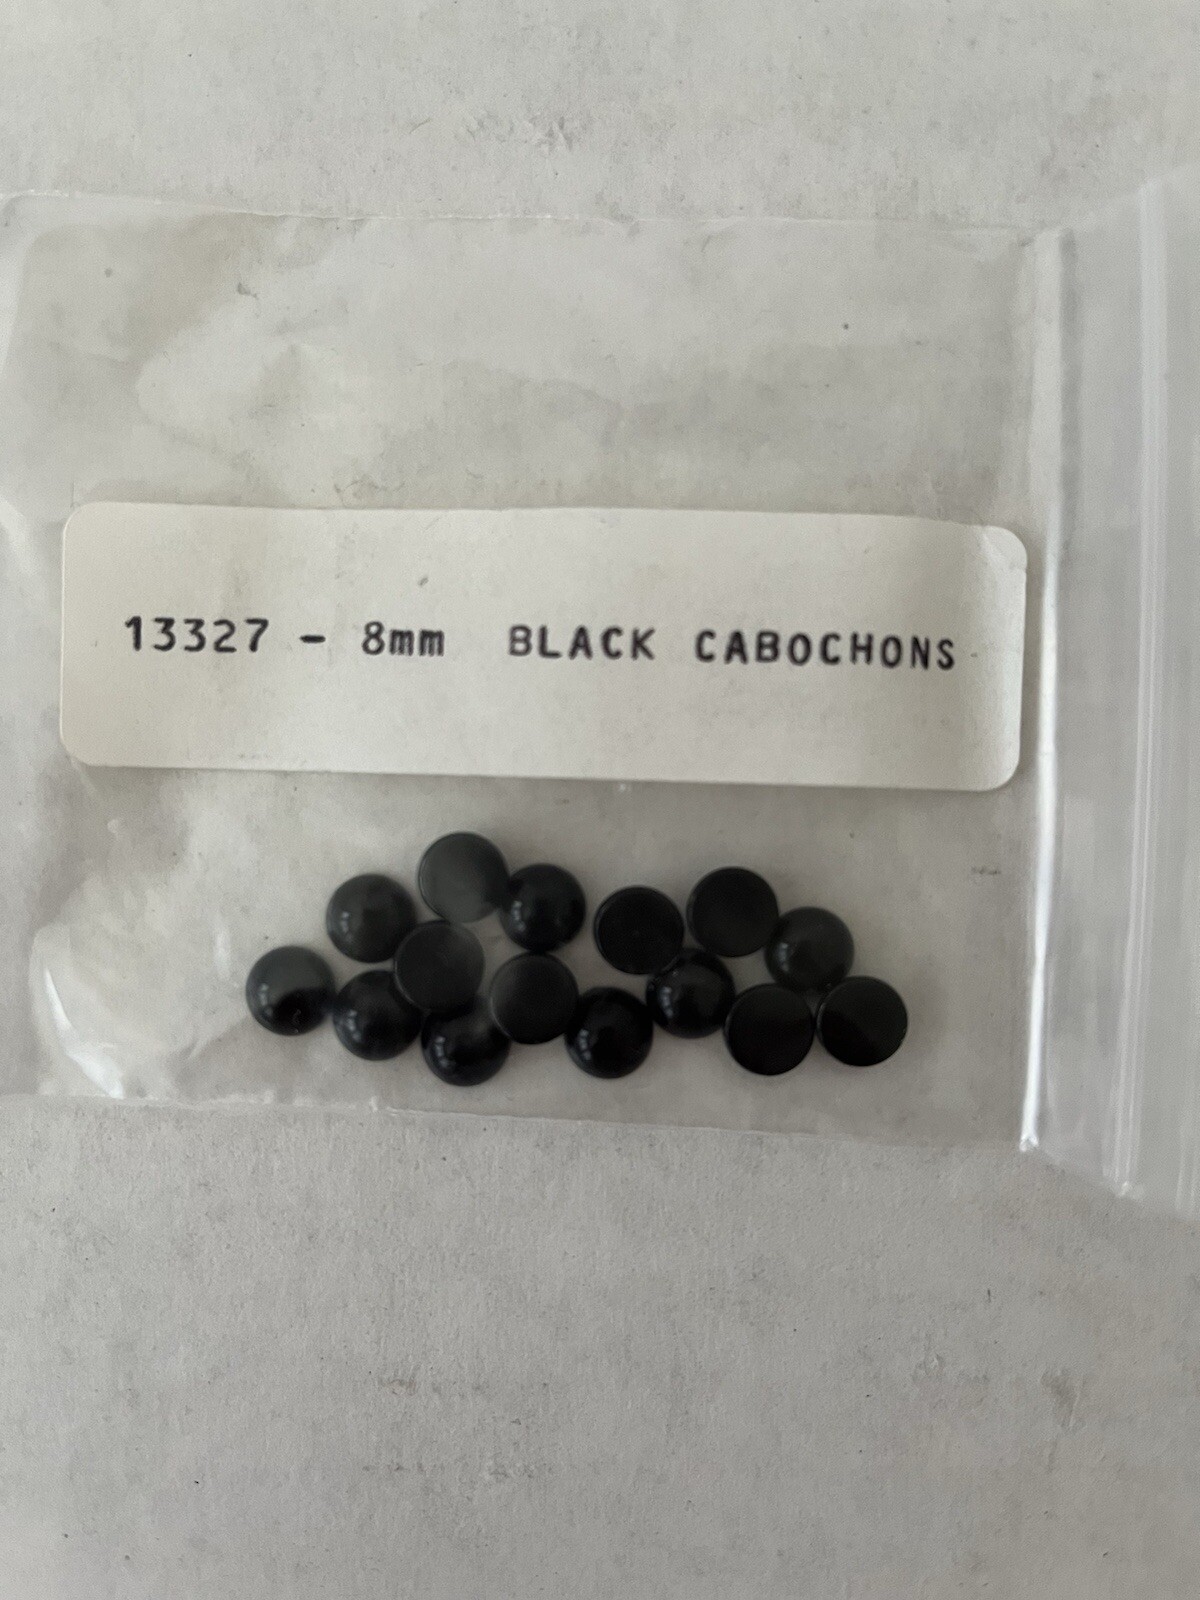 13327 - 8mm BLACK CABOCHONS